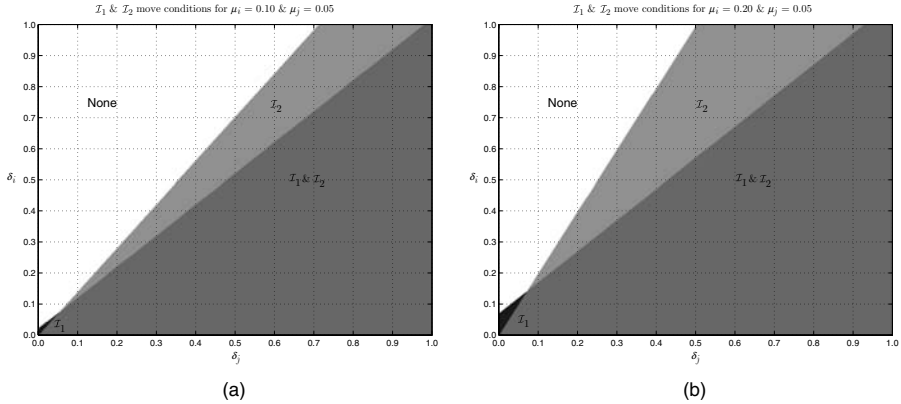 ℐ₁ & ℐ₂ move conditions for μᵢ = 0.10 & μⱼ = 0.05
1.0
0.9
0.8
0.7
0.6
0.5
0.4
0.3
0.2
0.1
0.0
δᵢ
None
ℐ₂
ℐ₁ & ℐ₂
ℐ₁
0.0 0.1 0.2 0.3 0.4 0.5 0.6 0.7 0.8 0.9 1.0
δⱼ
(a)
ℐ₁ & ℐ₂ move conditions for μᵢ = 0.20 & μⱼ = 0.05
1.0
0.9
0.8
0.7
0.6
0.5
0.4
0.3
0.2
0.1
0.0
δᵢ
None
ℐ₂
ℐ₁ & ℐ₂
ℐ₁
0.0 0.1 0.2 0.3 0.4 0.5 0.6 0.7 0.8 0.9 1.0
δⱼ
(b)